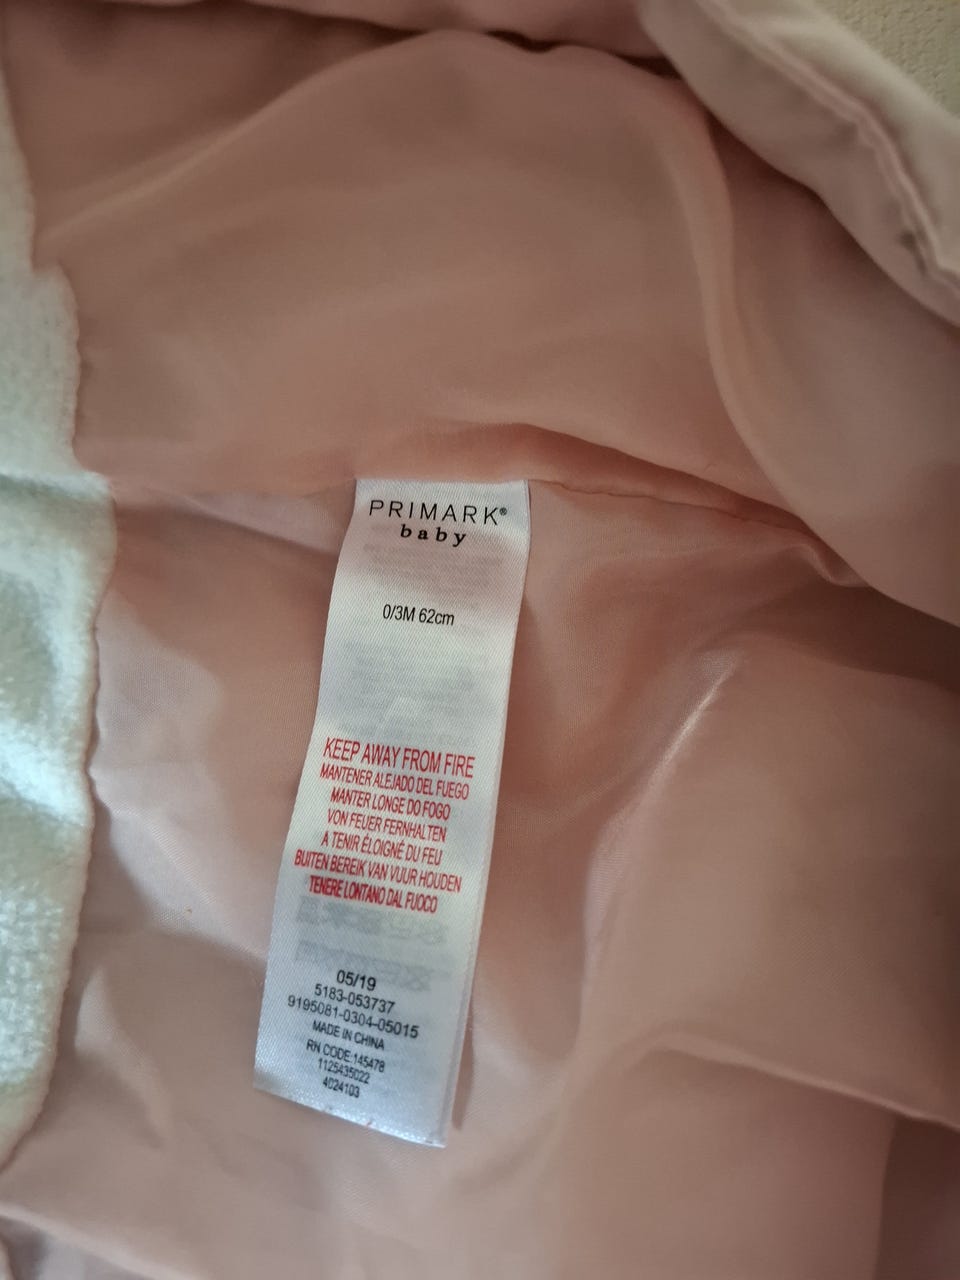 PRIMARK®
baby
0/3M 62cm
KEEP AWAY FROM FIRE
MANTENER ALEJADO DEL FUEGO
MANTER LONGE DO FOGO
VON FEUER FERNHALTEN
A TENIR ÉLOIGNÉ DU FEU
BUITEN BEREIK VAN VUUR HOUDEN
TENERE LONTANO DAL FUOCO
05/19
5183-053737
9195081-0304-05015
MADE IN CHINA
RN CODE:145478
1125435022
4024103